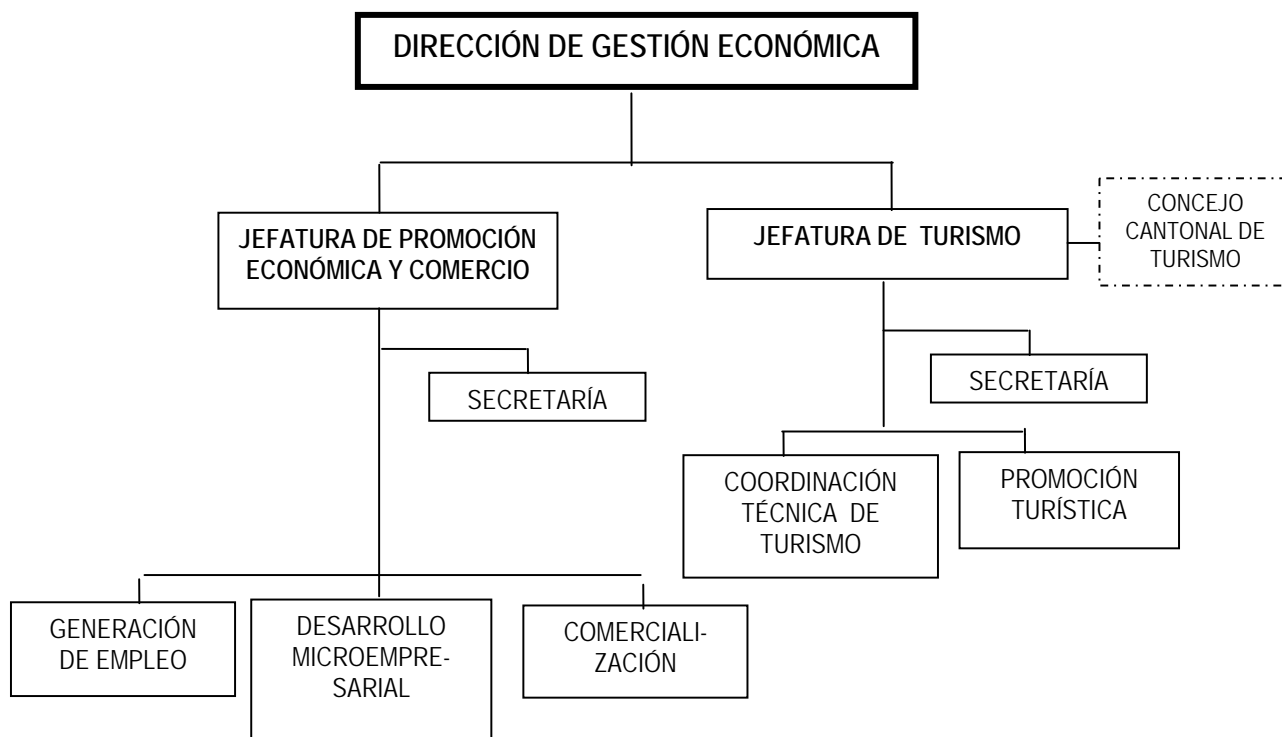 DIRECCIÓN DE GESTIÓN ECONÓMICA
JEFATURA DE PROMOCIÓN
ECONÓMICA Y COMERCIO
JEFATURA DE TURISMO
CONCEJO
CANTONAL DE
TURISMO
SECRETARÍA
SECRETARÍA
COORDINACIÓN
TÉCNICA DE
TURISMO
PROMOCIÓN
TURÍSTICA
GENERACIÓN
DE EMPLEO
DESARROLLO
MICROEMPRE-
SARIAL
COMERCIALI-
ZACIÓN